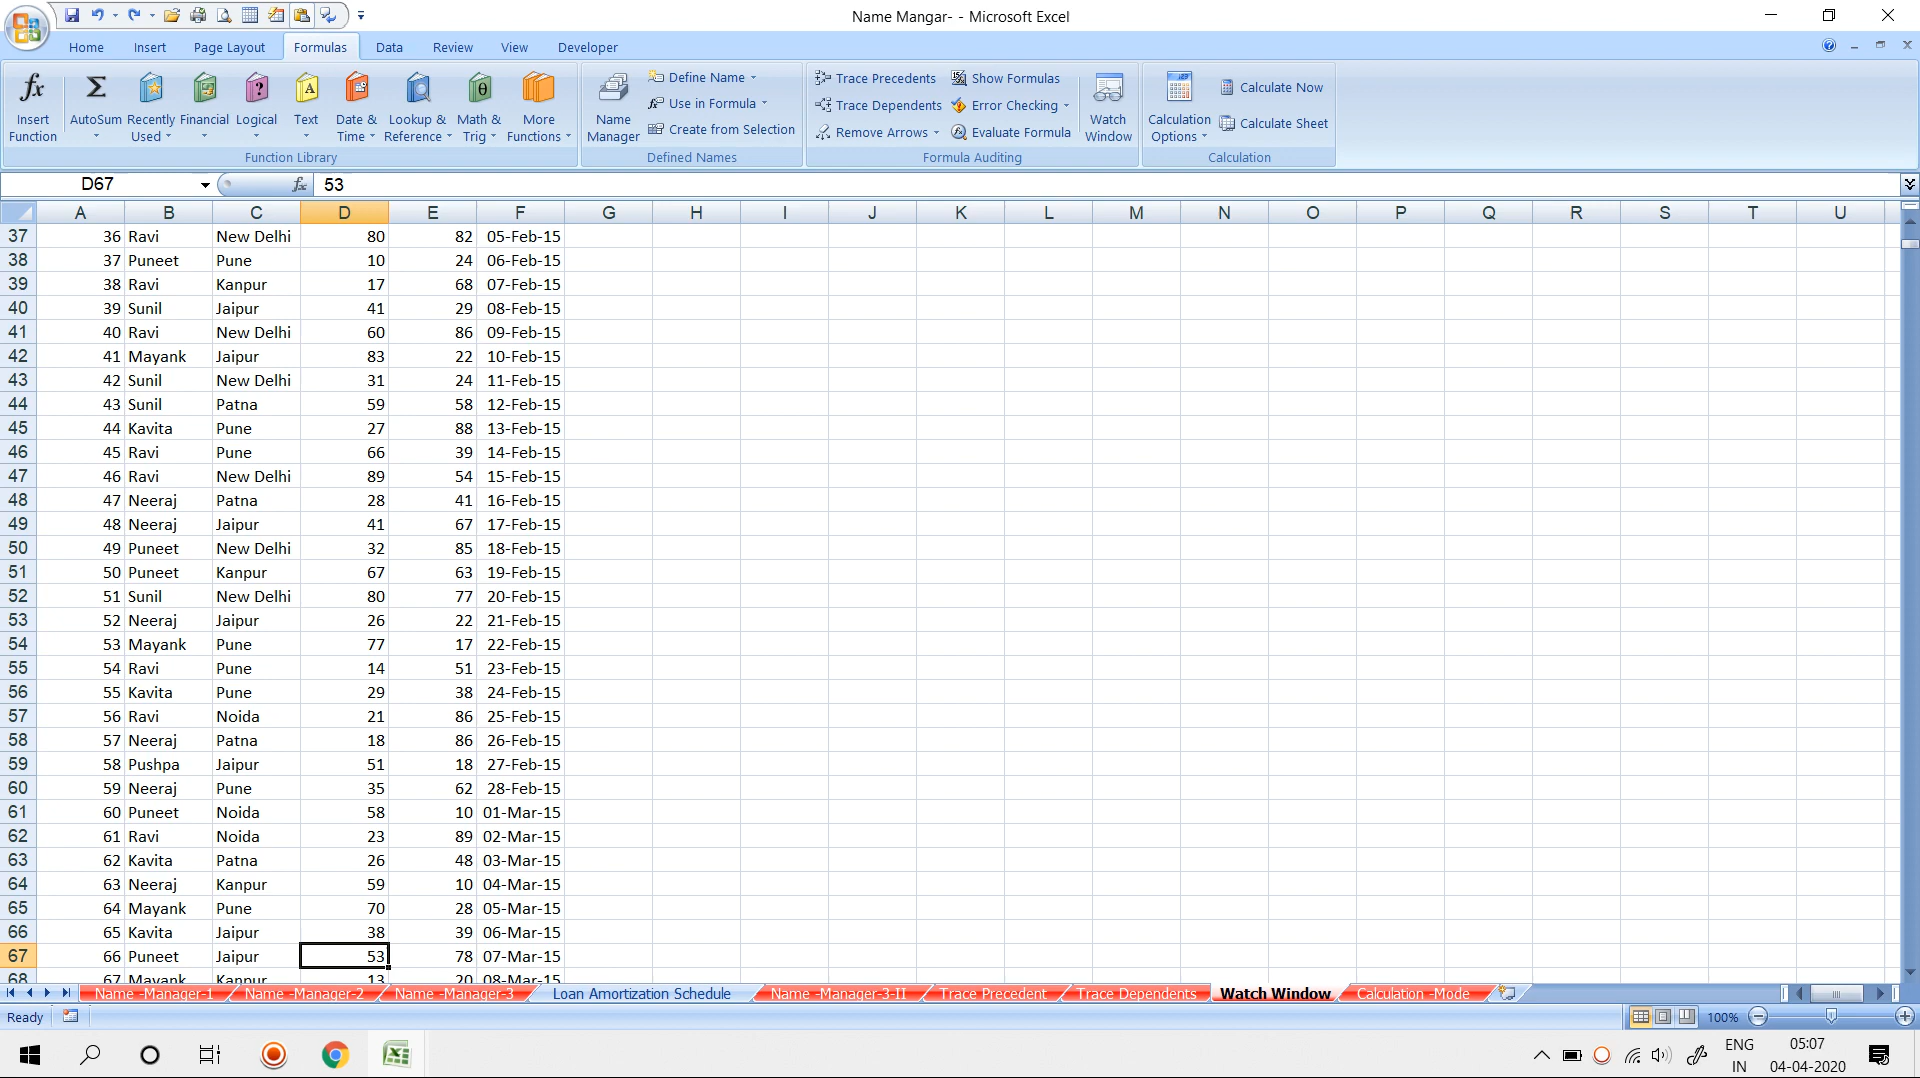 Name Mangar- - Microsoft Excel
Home Insert Page Layout Formulas Data Review View Developer
Insert Function
AutoSum
Recently Used
Financial
Logical
Text
Date & Time
Lookup & Reference
Math & Trig
More Functions
Function Library
Name Manager
Define Name
Use in Formula
Create from Selection
Defined Names
Trace Precedents
Trace Dependents
Remove Arrows
Show Formulas
Error Checking
Evaluate Formula
Formula Auditing
Watch Window
Calculation Options
Calculate Now
Calculate Sheet
Calculation
D67 fx 53
A B C D E F G H I J K L M N O P Q R S T U
37 36 Ravi New Delhi 80 82 05-Feb-15
38 37 Puneet Pune 10 24 06-Feb-15
39 38 Ravi Kanpur 17 68 07-Feb-15
40 39 Sunil Jaipur 41 29 08-Feb-15
41 40 Ravi New Delhi 60 86 09-Feb-15
42 41 Mayank Jaipur 83 22 10-Feb-15
43 42 Sunil New Delhi 31 24 11-Feb-15
44 43 Sunil Patna 59 58 12-Feb-15
45 44 Kavita Pune 27 88 13-Feb-15
46 45 Ravi Pune 66 39 14-Feb-15
47 46 Ravi New Delhi 89 54 15-Feb-15
48 47 Neeraj Patna 28 41 16-Feb-15
49 48 Neeraj Jaipur 41 67 17-Feb-15
50 49 Puneet New Delhi 32 85 18-Feb-15
51 50 Puneet Kanpur 67 63 19-Feb-15
52 51 Sunil New Delhi 80 77 20-Feb-15
53 52 Neeraj Jaipur 26 22 21-Feb-15
54 53 Mayank Pune 77 17 22-Feb-15
55 54 Ravi Pune 14 51 23-Feb-15
56 55 Kavita Pune 29 38 24-Feb-15
57 56 Ravi Noida 21 86 25-Feb-15
58 57 Neeraj Patna 18 86 26-Feb-15
59 58 Pushpa Jaipur 51 18 27-Feb-15
60 59 Neeraj Pune 35 62 28-Feb-15
61 60 Puneet Noida 58 10 01-Mar-15
62 61 Ravi Noida 23 89 02-Mar-15
63 62 Kavita Patna 26 48 03-Mar-15
64 63 Neeraj Kanpur 59 10 04-Mar-15
65 64 Mayank Pune 70 28 05-Mar-15
66 65 Kavita Jaipur 38 39 06-Mar-15
67 66 Puneet Jaipur 53 78 07-Mar-15
68 67 Mayank Kanpur 13 20 08-Mar-15
Name -Manager-1 Name -Manager-2 Name -Manager-3 Loan Amortization Schedule Name -Manager-3-II Trace Precedent Trace Dependents Watch Window Calculation -Mode
Ready 100%
ENG 05:07
IN 04-04-2020